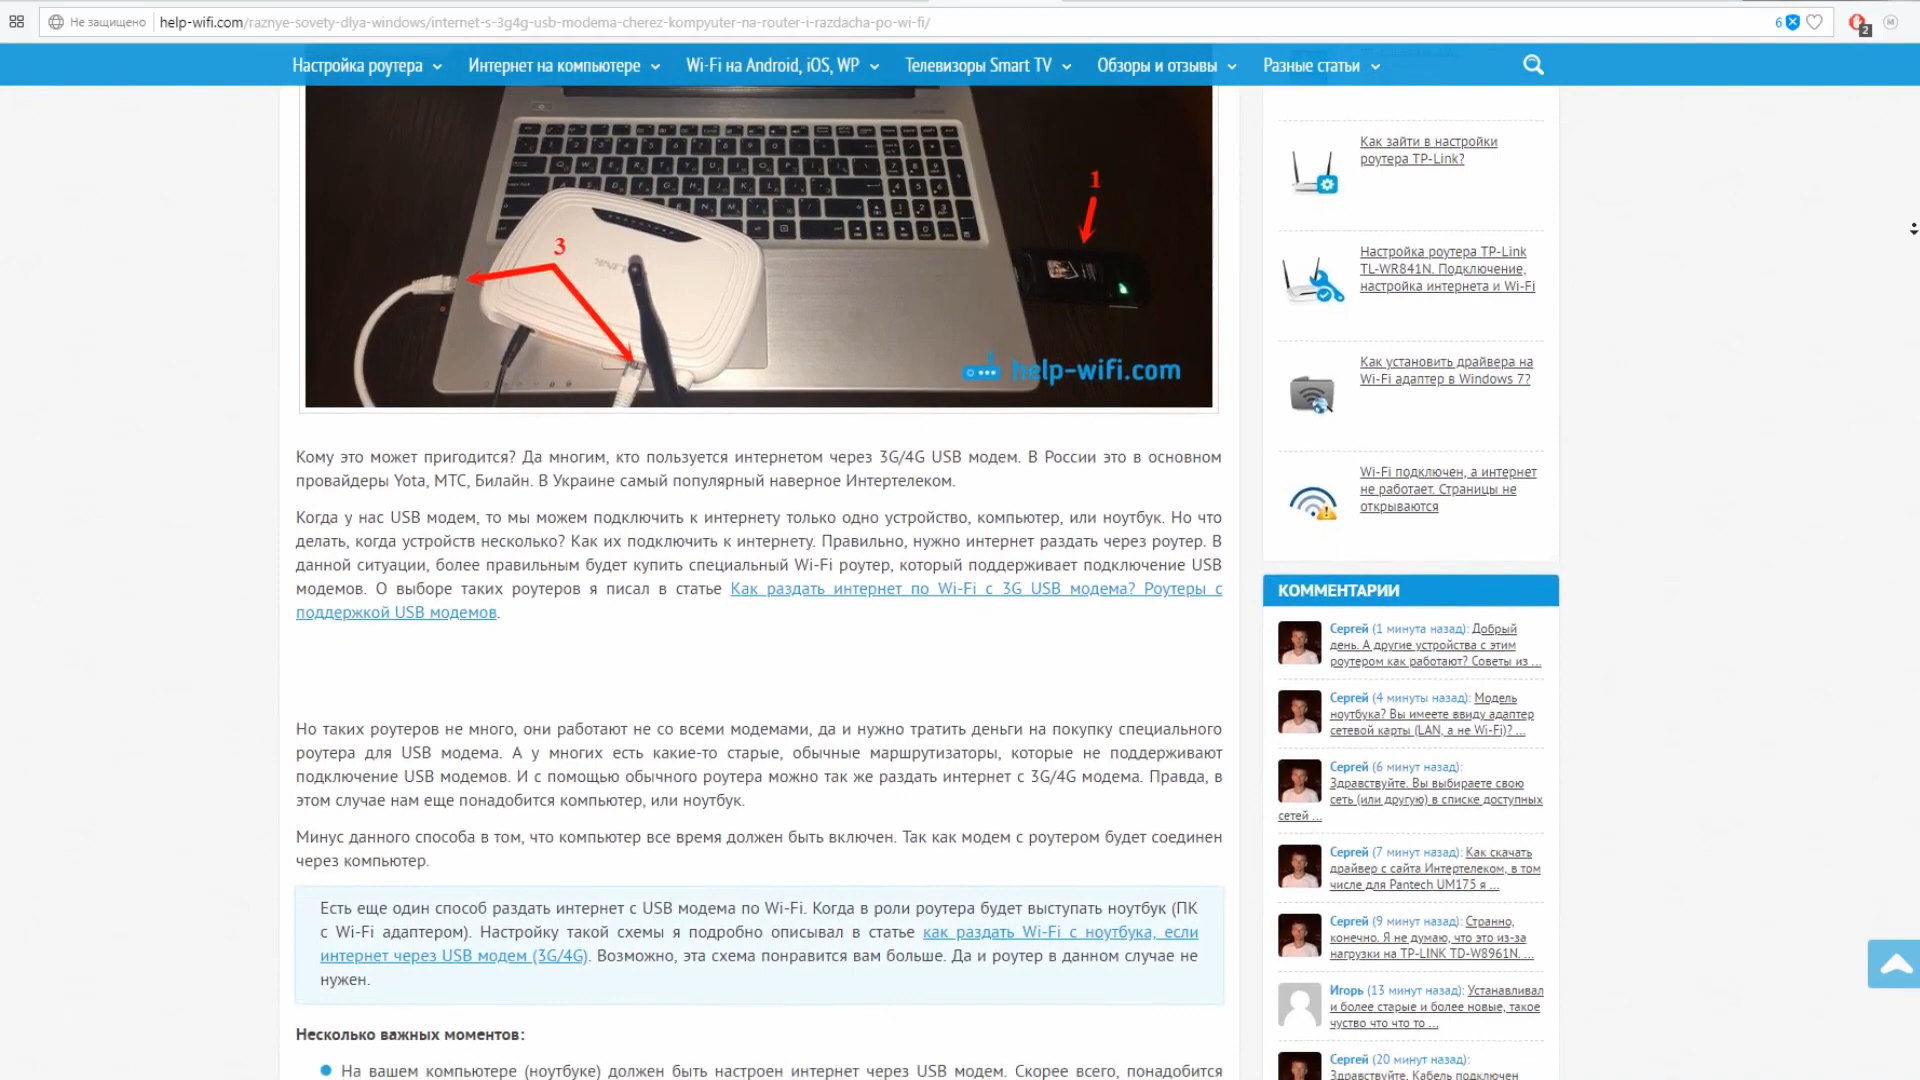 Не защищено
help-wifi.com/raznye-sovety-dlya-windows/internet-s-3g4g-usb-modema-cherez-kompyuter-na-router-i-razdacha-po-wi-fi/
6
2
Настройка роутера
Интернет на компьютере
Wi-Fi на Android, iOS, WP
Телевизоры Smart TV
Обзоры и отзывы
Разные статьи
1
3
help-wifi.com
Кому это может пригодится? Да многим, кто пользуется интернетом через 3G/4G USB модем. В России это в основном
провайдеры Yota, МТС, Билайн. В Украине самый популярный наверное Интертелеком.
Когда у нас USB модем, то мы можем подключить к интернету только одно устройство, компьютер, или ноутбук. Но что
делать, когда устройств несколько? Как их подключить к интернету. Правильно, нужно интернет раздать через роутер. В
данной ситуации, более правильным будет купить специальный Wi-Fi роутер, который поддерживает подключение USB
модемов. О выборе таких роутеров я писал в статье Как раздать интернет по Wi-Fi с 3G USB модема? Роутеры с
поддержкой USB модемов.
Но таких роутеров не много, они работают не со всеми модемами, да и нужно тратить деньги на покупку специального
роутера для USB модема. А у многих есть какие-то старые, обычные маршрутизаторы, которые не поддерживают
подключение USB модемов. И с помощью обычного роутера можно так же раздать интернет с 3G/4G модема. Правда, в
этом случае нам еще понадобится компьютер, или ноутбук.
Минус данного способа в том, что компьютер все время должен быть включен. Так как модем с роутером будет соединен
через компьютер.
Есть еще один способ раздать интернет с USB модема по Wi-Fi. Когда в роли роутера будет выступать ноутбук (ПК
с Wi-Fi адаптером). Настройку такой схемы я подробно описывал в статье как раздать Wi-Fi с ноутбука, если
интернет через USB модем (3G/4G). Возможно, эта схема понравится вам больше. Да и роутер в данном случае не
нужен.
Несколько важных моментов:
На вашем компьютере (ноутбуке) должен быть настроен интернет через USB модем. Скорее всего, понадобится
Как зайти в настройки
роутера TP-Link?
Настройка роутера TP-Link
TL-WR841N. Подключение,
настройка интернета и Wi-Fi
Как установить драйвера на
Wi-Fi адаптер в Windows 7?
Wi-Fi подключен, а интернет
не работает. Страницы не
открываются
КОММЕНТАРИИ
Сергей (1 минута назад): Добрый
день. А другие устройства с этим
роутером как работают? Советы из ...
Сергей (4 минуты назад): Модель
ноутбука? Вы имеете ввиду адаптер
сетевой карты (LAN, а не Wi-Fi)? ...
Сергей (6 минут назад):
Здравствуйте. Вы выбираете свою
сеть (или другую) в списке доступных
сетей ...
Сергей (7 минут назад): Как скачать
драйвер с сайта Интертелеком, в том
числе для Pantech UM175 я ...
Сергей (9 минут назад): Странно,
конечно. Я не думаю, что это из-за
нагрузки на TP-LINK TD-W8961N. ...
Игорь (13 минут назад): Устанавливал
и более старые и более новые, такое
чуство что что то ...
Сергей (20 минут назад):
Здравствуйте. Кабель подключен